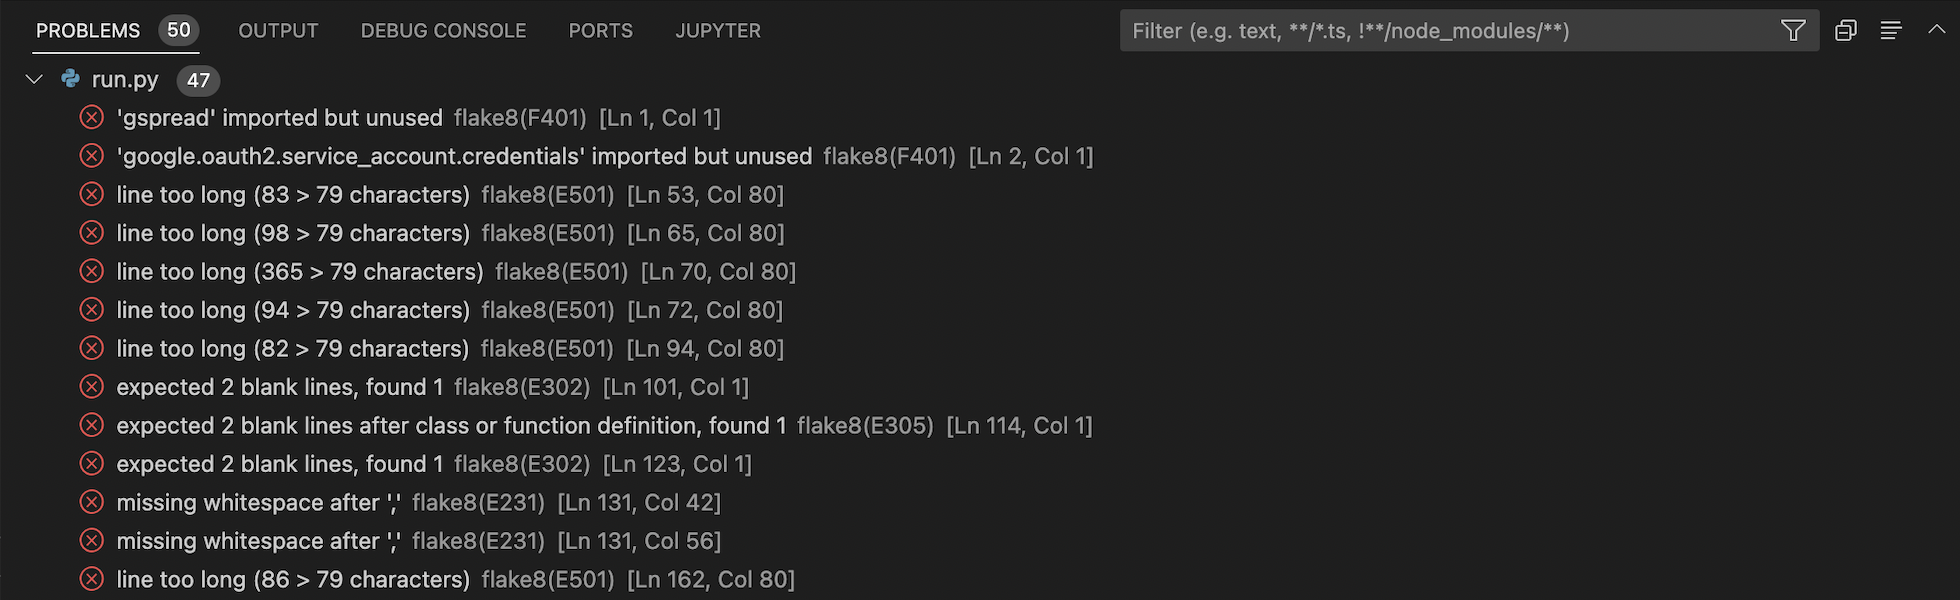 PROBLEMS 50 OUTPUT DEBUG CONSOLE PORTS JUPYTER Filter (e.g. text, **/*.ts, !**/node_modules/**)
run.py 47
'gspread' imported but unused flake8(F401) [Ln 1, Col 1]
'google.oauth2.service_account.credentials' imported but unused flake8(F401) [Ln 2, Col 1]
line too long (83 > 79 characters) flake8(E501) [Ln 53, Col 80]
line too long (98 > 79 characters) flake8(E501) [Ln 65, Col 80]
line too long (365 > 79 characters) flake8(E501) [Ln 70, Col 80]
line too long (94 > 79 characters) flake8(E501) [Ln 72, Col 80]
line too long (82 > 79 characters) flake8(E501) [Ln 94, Col 80]
expected 2 blank lines, found 1 flake8(E302) [Ln 101, Col 1]
expected 2 blank lines after class or function definition, found 1 flake8(E305) [Ln 114, Col 1]
expected 2 blank lines, found 1 flake8(E302) [Ln 123, Col 1]
missing whitespace after ',' flake8(E231) [Ln 131, Col 42]
missing whitespace after ',' flake8(E231) [Ln 131, Col 56]
line too long (86 > 79 characters) flake8(E501) [Ln 162, Col 80]